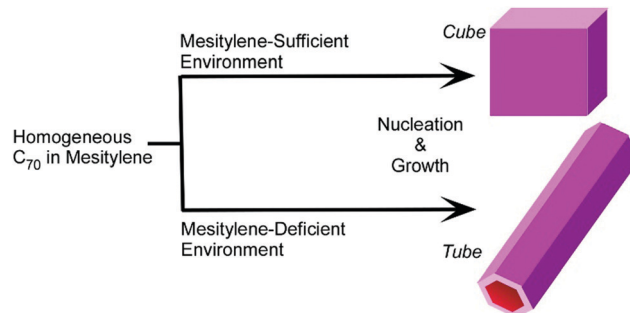 Mesitylene-Sufficient
Environment
Cube
Homogeneous
C₇₀ in Mesitylene
Nucleation
&
Growth
Mesitylene-Deficient
Environment
Tube